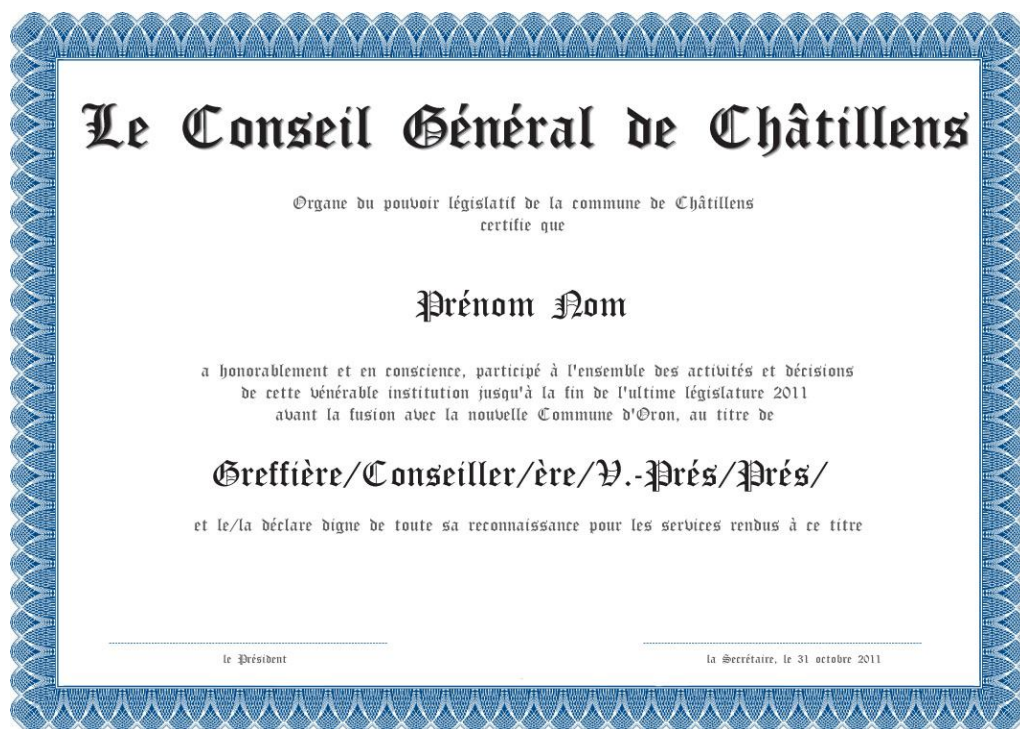 Le Conseil Général de Châtillens
Organe du pouvoir législatif de la commune de Châtillens
certifie que
Prénom Nom
a honorablement et en conscience, participé à l'ensemble des activités et décisions
de cette vénérable institution jusqu'à la fin de l'ultime législature 2011
avant la fusion avec la nouvelle Commune d'Oron, au titre de
Greffière/Conseiller/ère/V.-Prés/Prés/
et le/la déclare digne de toute sa reconnaissance pour les services rendus à ce titre
le Président
la Secrétaire, le 31 octobre 2011